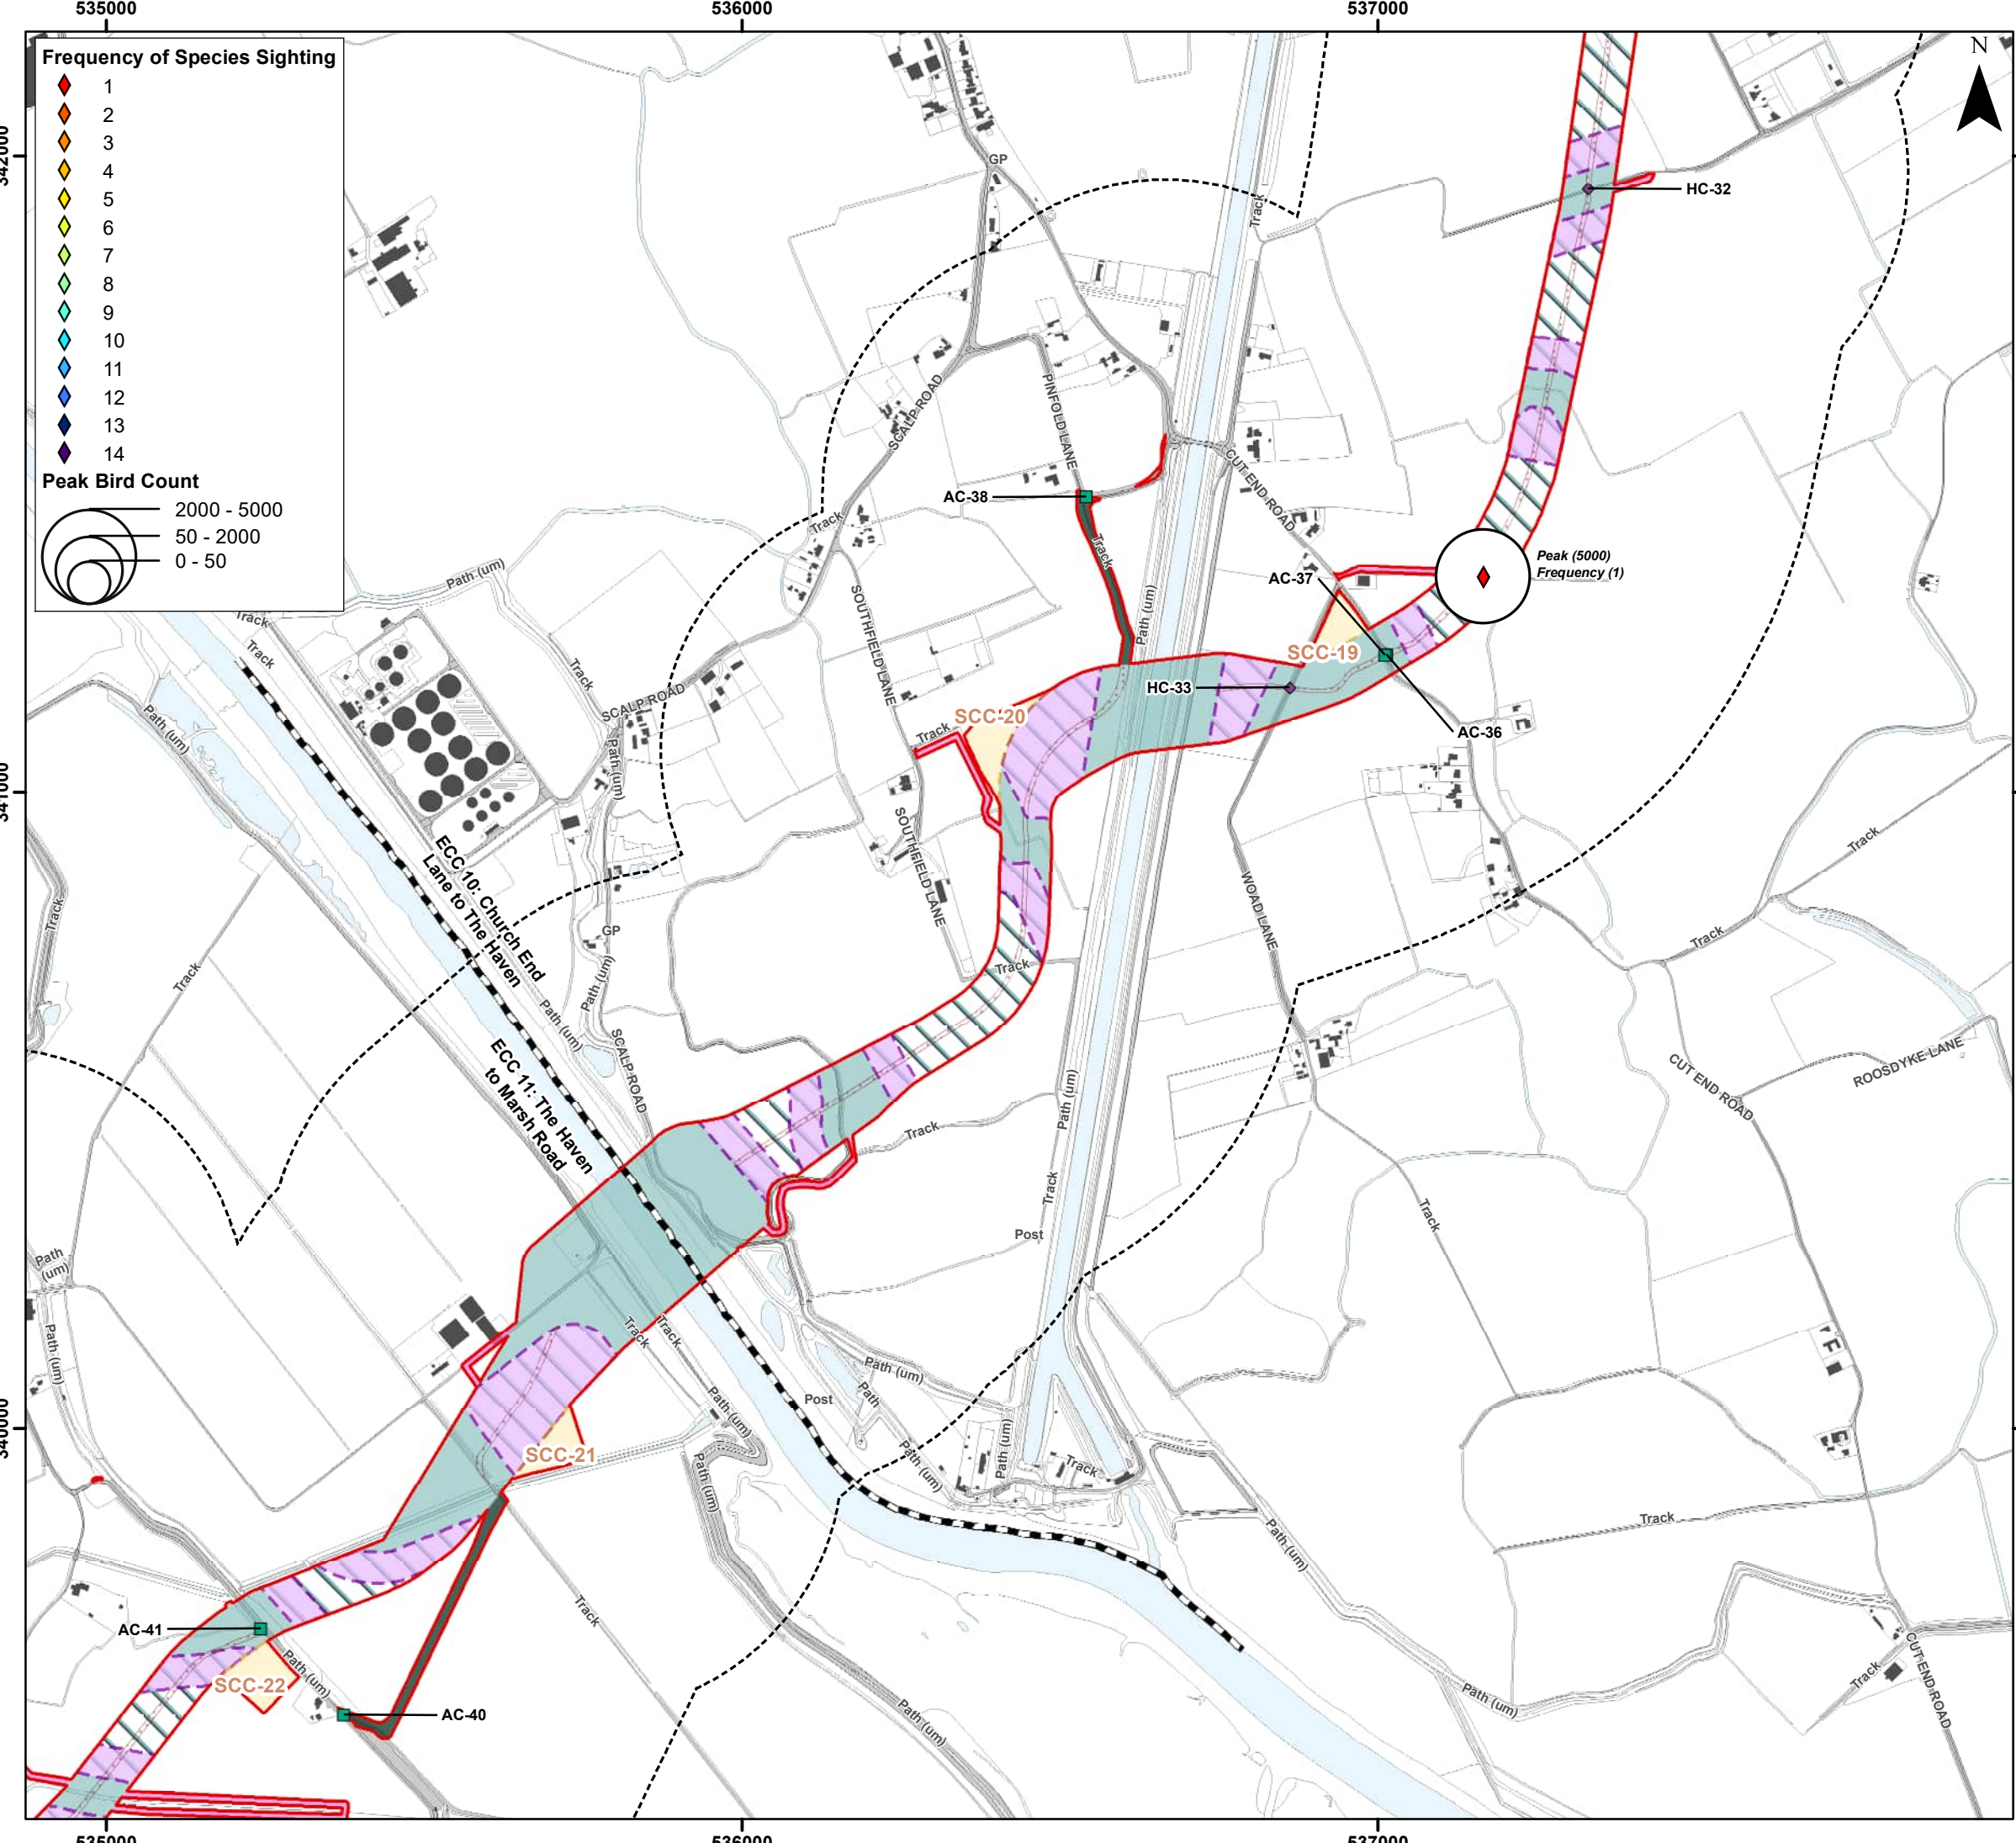 535000
536000
537000
Frequency of Species Sighting
1
2
3
4
5
6
7
8
9
10
11
12
13
14
Peak Bird Count
2000 - 5000
50 - 2000
0 - 50
N
342000
341000
340000
GP
Track
HC-32
SCALP ROAD
PINFOLD LANE
CUT END ROAD
AC-38
Track
Track
Path (um)
Peak (5000)
Frequency (1)
AC-37
Path (um)
SOUTHFIELD LANE
Track
Track
Track
SCC-19
HC-33
SCALP ROAD
Path (um)
SCC-20
Track
AC-36
Path (um)
SOUTHFIELD LANE
ECC 10: Church End
Lane to The Haven
WOAD LANE
Track
Track
GP
Track
Track
Track
Path (um)
Path (um)
SCALP ROAD
ECC 11: The Haven
to Marsh Road
CUT END ROAD
ROOSDYKE LANE
Path (um)
Track
Track
Track
Post
Path
(um)
Path (um)
Track
Track
Path (um)
Path
Post
Path (um)
SCC-21
Path (um)
Path (um)
Path (um)
Track
Track
Path (um)
Track
AC-41
SCC-22
Path (um)
AC-40
Path (um)
Path (um)
Track
CUT END ROAD
535000
536000
537000